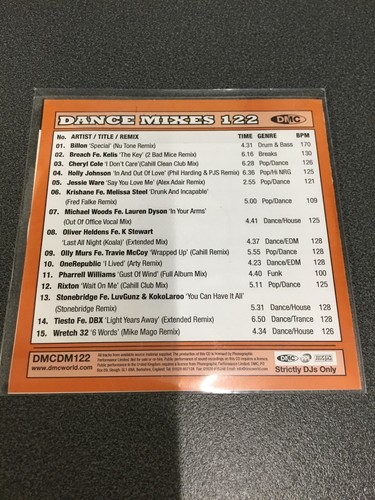 DANCE MIXES 122 DMC
No. ARTIST / TITLE / REMIX TIME GENRE BPM
01. Billon 'Special' (Nu Tone Remix) 4.31 Drum & Bass 170
02. Breach Fe. Kelis 'The Key' (2 Bad Mice Remix) 6.16 Breaks 130
03. Cheryl Cole 'I Don't Care'(Cahill Clean Club Mix) 6.28 Pop/Dance 126
04. Holly Johnson 'In And Out Of Love' (Phil Harding & PJS Remix) 6.36 Pop/Hi NRG 125
05. Jessie Ware 'Say You Love Me' (Alex Adair Remix) 2.55 Pop/Dance 121
06. Krishane Fe. Melissa Steel 'Drunk And Incapable'
(Fred Falke Remix) 5.00 Pop/Dance 109
07. Michael Woods Fe. Lauren Dyson 'In Your Arms'
(Out Of Office Vocal Mix) 4.41 Dance/House 125
08. Oliver Heldens Fe. K Stewart
'Last All Night (Koala)' (Extended Mix) 4.37 Dance/EDM 128
09. Olly Murs Fe. Travie McCoy 'Wrapped Up' (Cahill Remix) 5.55 Pop/Dance 128
10. OneRepublic 'I Lived' (Arty Remix) 4.23 Dance/EDM 128
11. Pharrell Williams 'Gust Of Wind' (Full Album Mix) 4.40 Funk 100
12. Rixton 'Wait On Me' (Cahill Club Mix) 5.11 Pop/Dance 125
13. Stonebridge Fe. LuvGunz & KokoLaroo 'You Can Have It All'
(Stonebridge Remix) 5.31 Dance/House 128
14. Tiesto Fe. DBX 'Light Years Away' (Extended Remix) 6.50 Dance/Trance 128
15. Wretch 32 '6 Words' (Mike Mago Remix) 4.34 Dance/House 126
DMCDM122
www.dmcworld.com
DMC
Strictly DJs Only